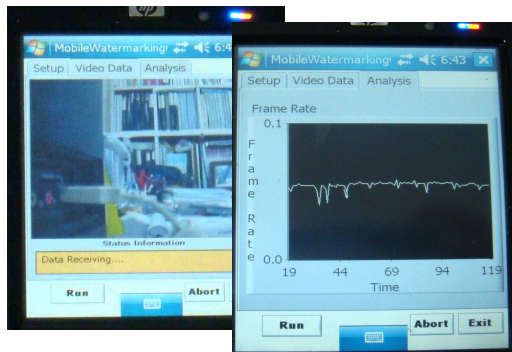 hp
MobileWatermarking
6:4
Setup Video Data Analysis
Status Information
Data Receiving....
Run
Abort
MobileWatermarking
6:43
Setup Video Data Analysis
Frame Rate
0.1
Frame Rate
0.0
19 44 69 94 119
Time
Run
Abort
Exit